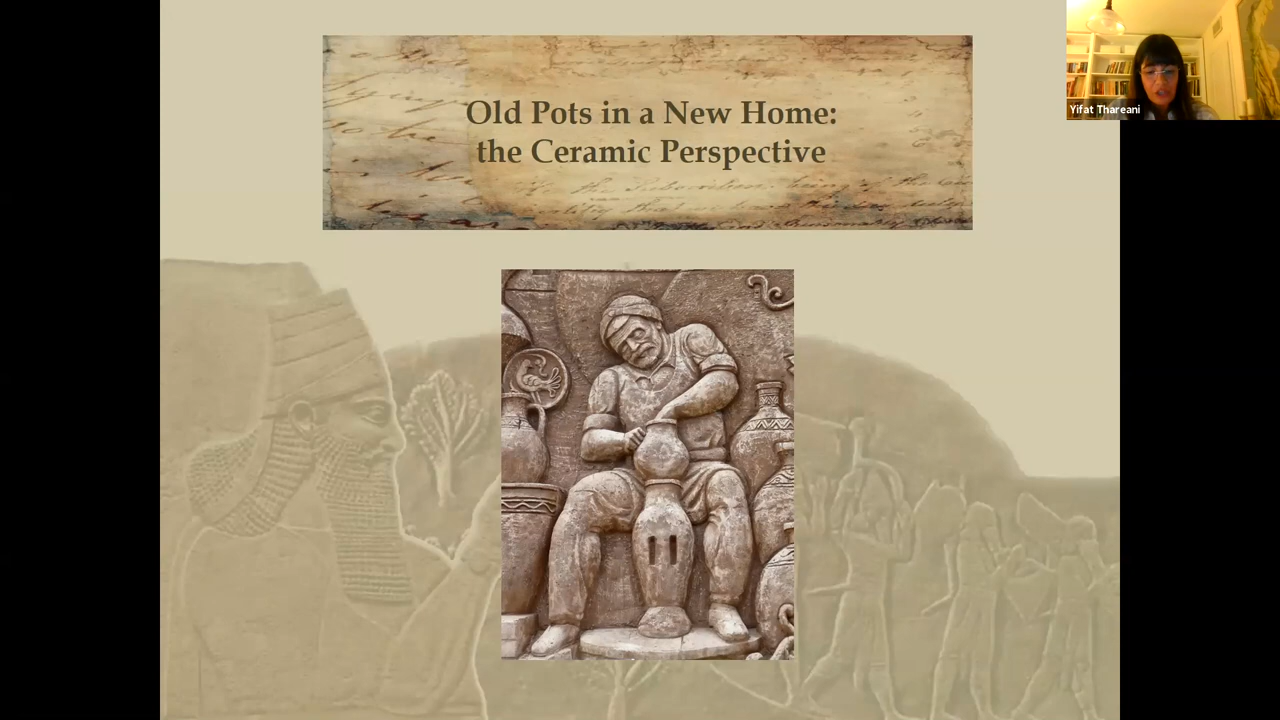 Old Pots in a New Home:
the Ceramic Perspective
Yifat Thareani